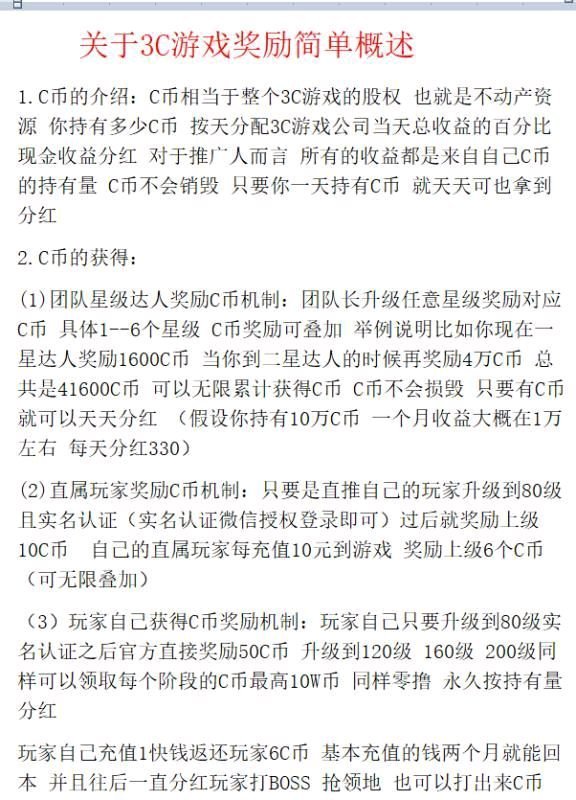 关于3C游戏奖励简单概述
1.C币的介绍：C币相当于整个3C游戏的股权 也就是不动产资
源 你持有多少C币 按天分配3C游戏公司当天总收益的百分比
现金收益分红 对于推广人而言 所有的收益都是来自自己C币
的持有量 C币不会销毁 只要你一天持有C币 就天天可也拿到
分红
2.C币的获得：
(1)团队星级达人奖励C币机制：团队长升级任意星级奖励对应
C币 具体1--6个星级 C币奖励可叠加 举例说明比如你现在一
星达人奖励1600C币 当你到二星达人的时候再奖励4万C币 总
共是41600C币 可以无限累计获得C币 C币不会损毁 只要有C币
就可以天天分红 （假设你持有10万C币 一个月收益大概在1万
左右 每天分红330）
(2)直属玩家奖励C币机制：只要是直推自己的玩家升级到80级
且实名认证（实名认证微信授权登录即可）过后就奖励上级
10C币 自己的直属玩家每充值10元到游戏 奖励上级6个C币
（可无限叠加）
（3）玩家自己获得C币奖励机制：玩家自己只要升级到80级实
名认证之后官方直接奖励50C币 升级到120级 160级 200级同
样可以领取每个阶段的C币最高10W币 同样零撸 永久按持有量
分红
玩家自己充值1快钱返还玩家6C币 基本充值的钱两个月就能回
本 并且往后一直分红玩家打BOSS 抢领地 也可以打出来C币